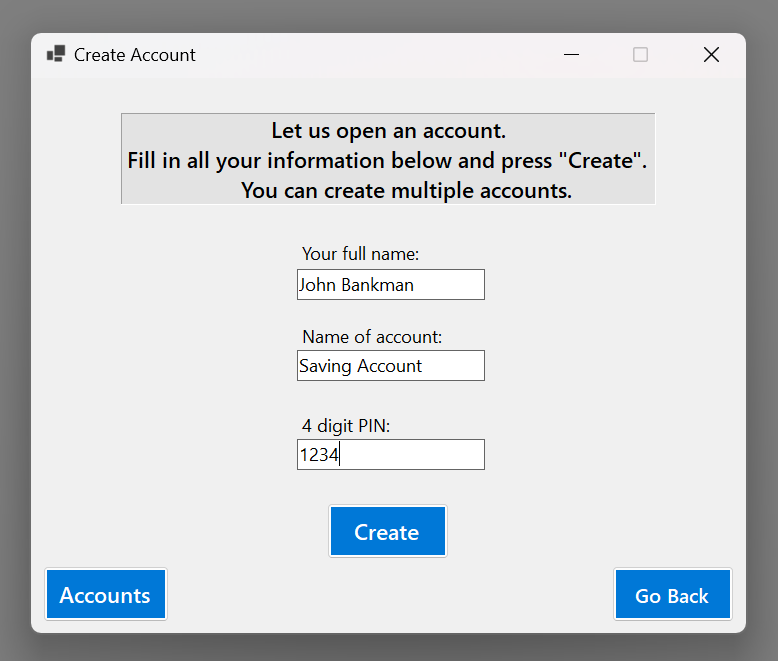 Create Account
Let us open an account.
Fill in all your information below and press "Create".
You can create multiple accounts.
Your full name:
John Bankman
Name of account:
Saving Account
4 digit PIN:
1234
Create
Accounts
Go Back